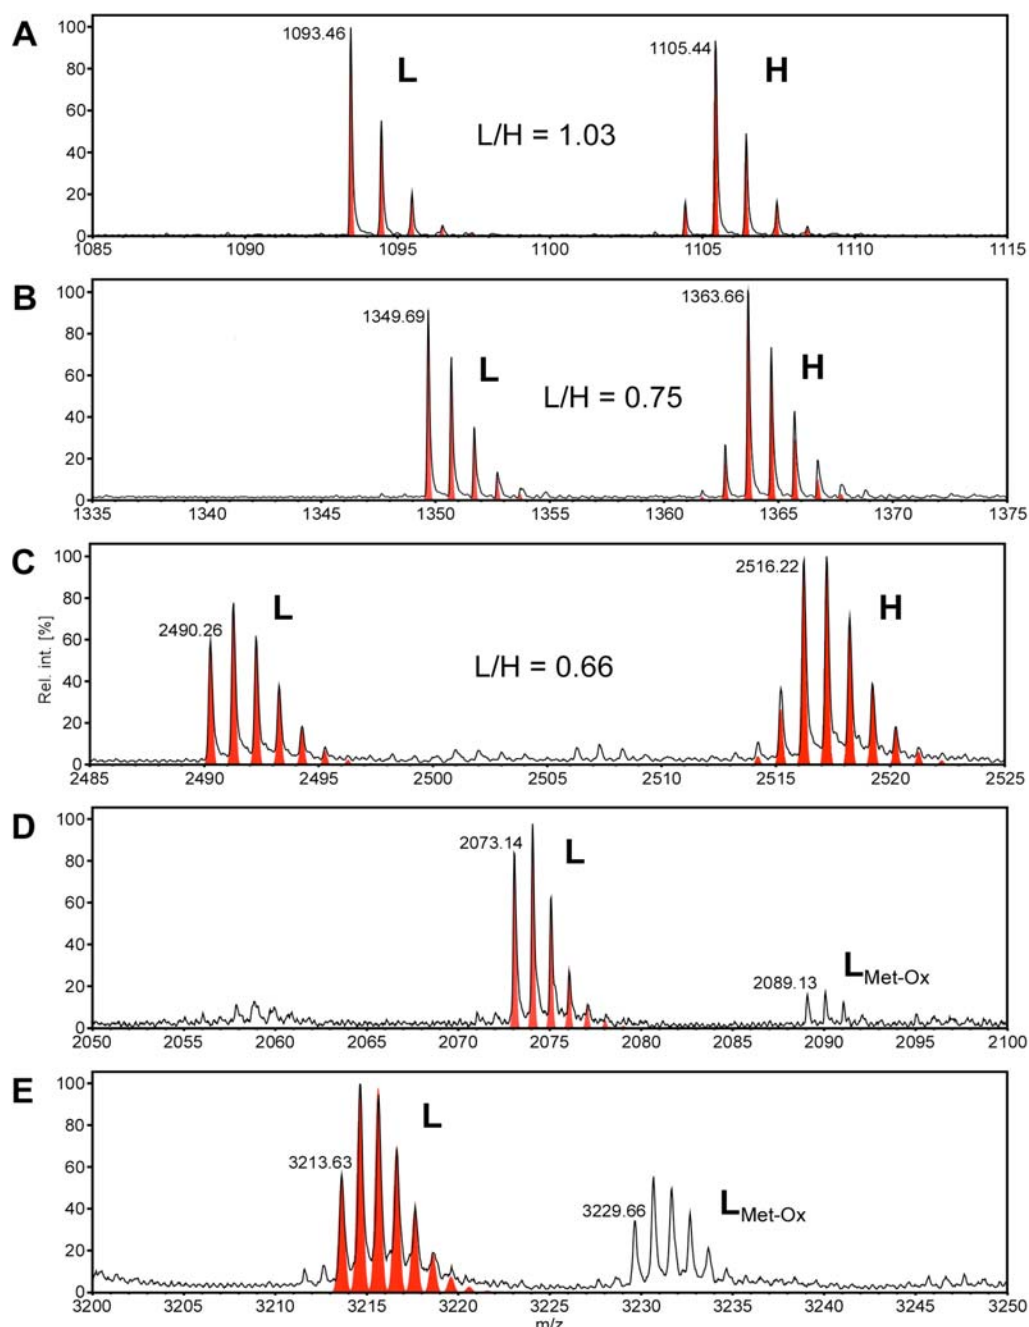 A
100
80
60
40
20
0
1093.46
L
L/H = 1.03
1105.44
H
1085 1090 1095 1100 1105 1110 1115
B
100
80
60
40
20
0
1349.69
L
L/H = 0.75
1363.66
H
1335 1340 1345 1350 1355 1360 1365 1370 1375
C
Rel. int. [%]
100
80
60
40
20
0
2490.26
L
L/H = 0.66
2516.22
H
2485 2490 2495 2500 2505 2510 2515 2520 2525
D
100
80
60
40
20
0
2073.14
L
2089.13
L Met-Ox
2050 2055 2060 2065 2070 2075 2080 2085 2090 2095 2100
E
100
80
60
40
20
0
3213.63
L
3229.66
L Met-Ox
3200 3205 3210 3215 3220 3225 3230 3235 3240 3245 3250
m/z